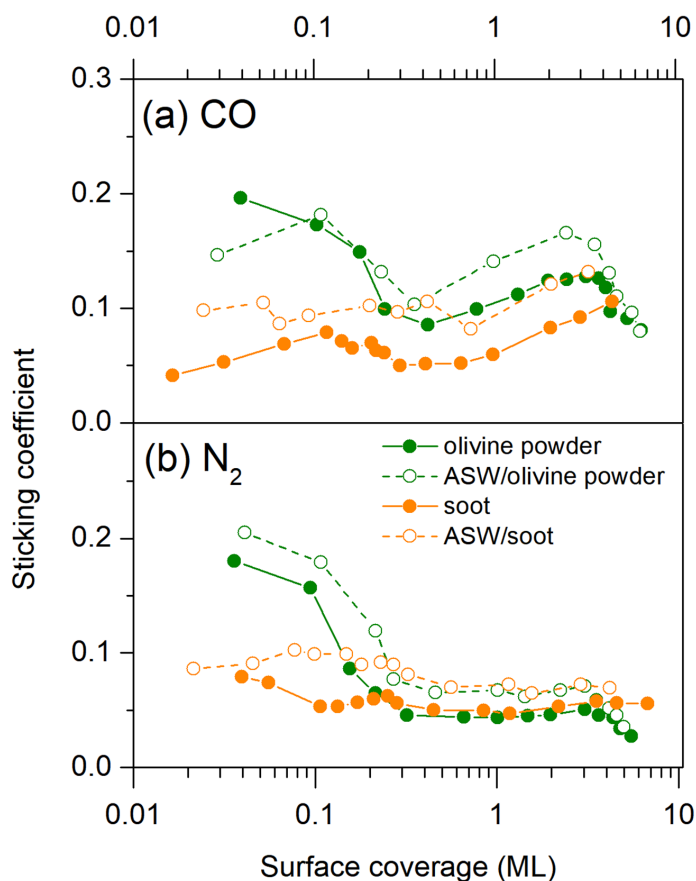 0.01 0.1 1 10
0.3
(a) CO
0.2
0.1
0.0
Sticking coefficient
(b) N₂
olivine powder
ASW/olivine powder
soot
ASW/soot
0.2
0.1
0.0
0.01 0.1 1 10
Surface coverage (ML)